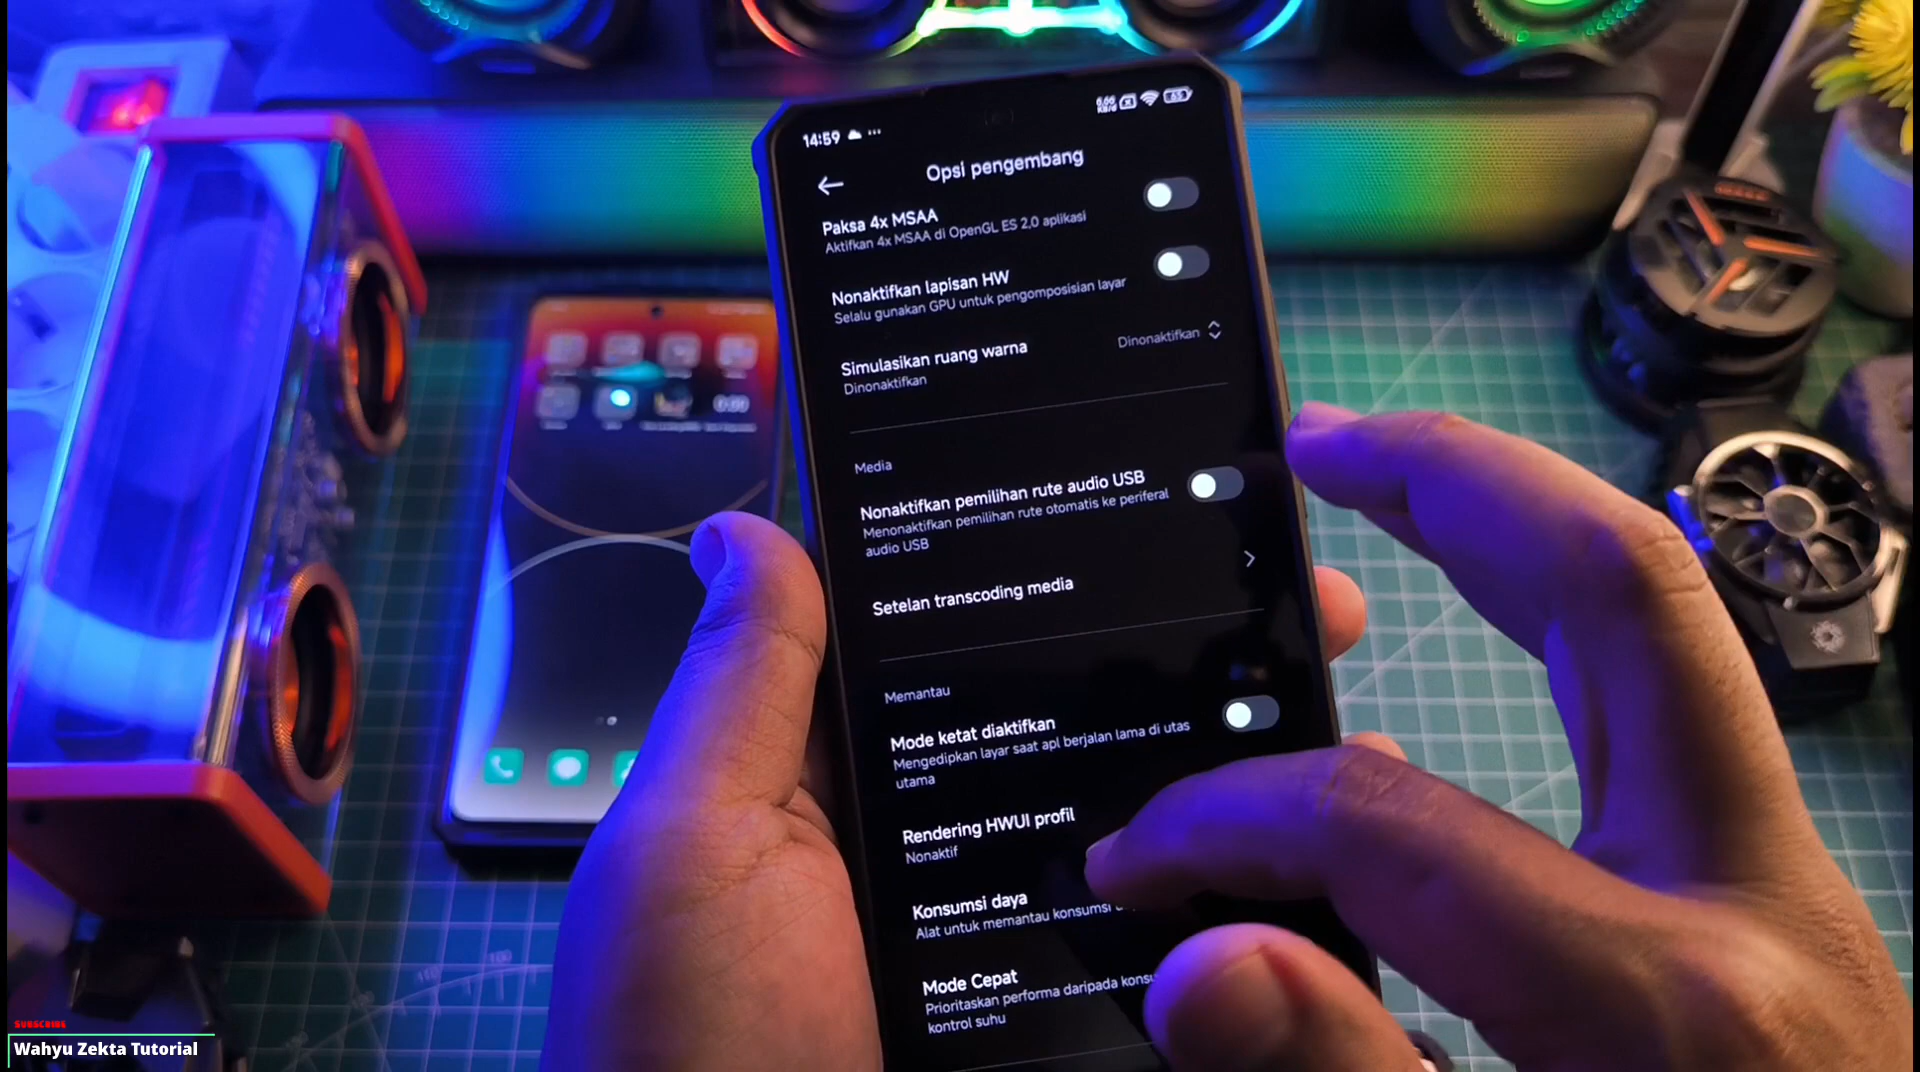 14:59
65
Opsi pengembang
Paksa 4x MSAA
Aktifkan 4x MSAA di OpenGL ES 2.0 aplikasi
Nonaktifkan lapisan HW
Selalu gunakan GPU untuk pengomposisian layar
Simulasikan ruang warna
Dinonaktifkan
Dinonaktifkan
Media
Nonaktifkan pemilihan rute audio USB
Menonaktifkan pemilihan rute otomatis ke periferal
audio USB
Setelan transcoding media
Memantau
Mode ketat diaktifkan
Mengedipkan layar saat apl berjalan lama di utas
utama
Rendering HWUI profil
Nonaktif
Konsumsi daya
Alat untuk memantau konsumsi
Mode Cepat
Prioritaskan performa daripada konsu
kontrol suhu
SUBSCRIBE
Wahyu Zekta Tutorial